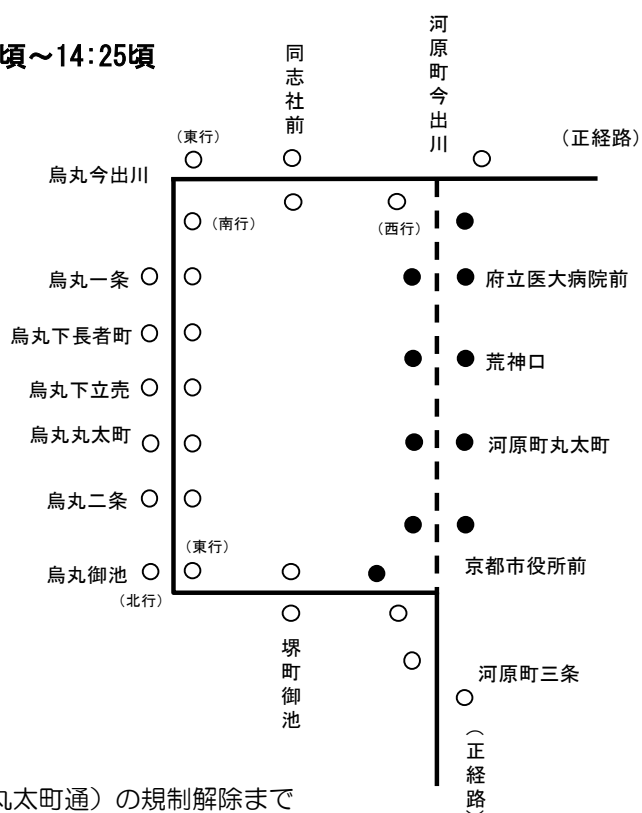 頃～14:25頃
同志社前
河原町今出川
（正経路）
（東行）
烏丸今出川
（南行）
（西行）
烏丸一条
府立医大病院前
烏丸下長者町
荒神口
烏丸下立売
烏丸丸太町
河原町丸太町
烏丸二条
（東行）
烏丸御池
京都市役所前
（北行）
堺町御池
河原町三条
（正経路）
丸太町通）の規制解除まで